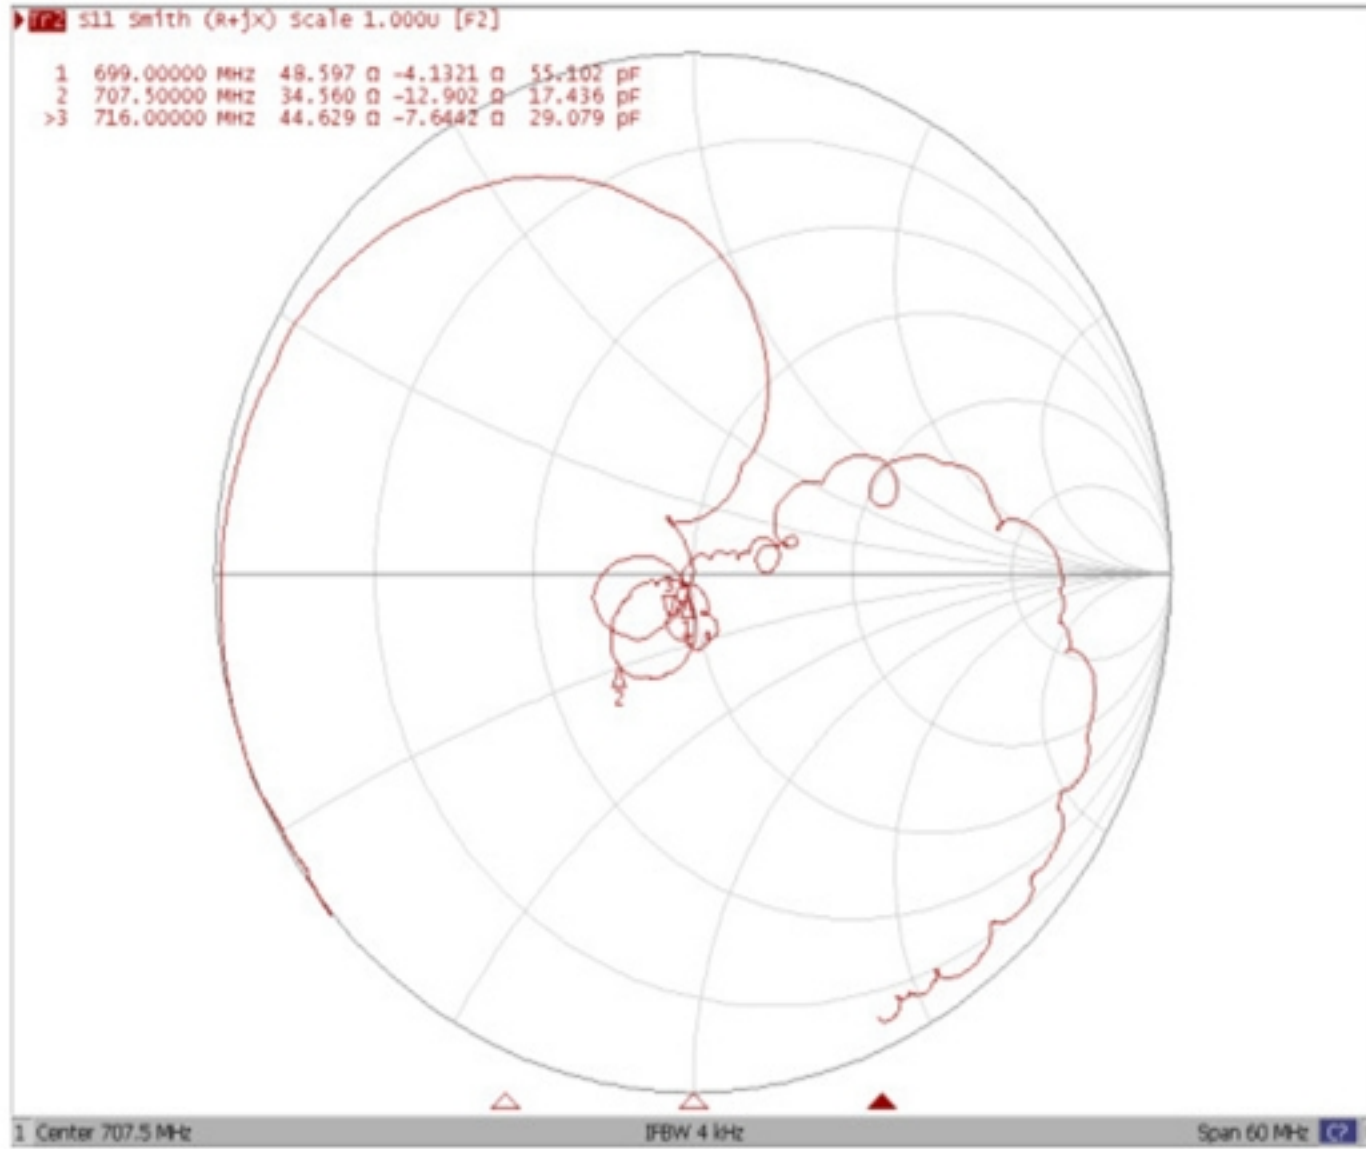 Tr2 S11 Smith (R+jX) Scale 1.000U [F2]
1 699.00000 MHz 48.597 Ω -4.1321 Ω 55.102 pF
2 707.50000 MHz 34.560 Ω -12.902 Ω 17.436 pF
>3 716.00000 MHz 44.629 Ω -7.6442 Ω 29.079 pF
2
1 Center 707.5 MHz IFBW 4 kHz Span 60 MHz C?